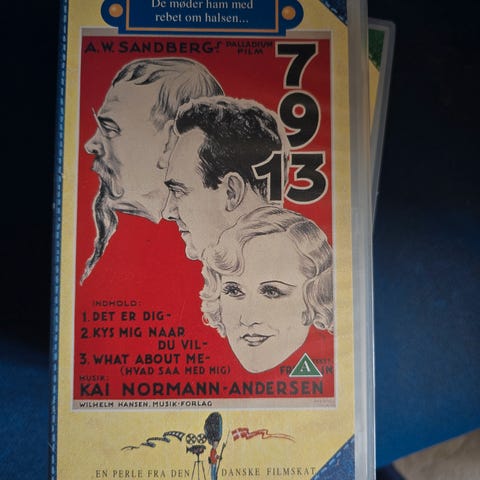 De møder ham med
rebet om halsen...
A.W. SANDBERG'S PALLADIUM
FILM
7
9
13
INDHOLD:
1. DET ER DIG-
2. KYS MIG NAAR
DU VIL-
3. WHAT ABOUT ME-
(HVAD SAA MED MIG)
A
MUSIK:
KAI NORMANN-ANDERSEN
WILHELM HANSEN, MUSIK-FORLAG
EN PERLE FRA DEN DANSKE FILMSKAT